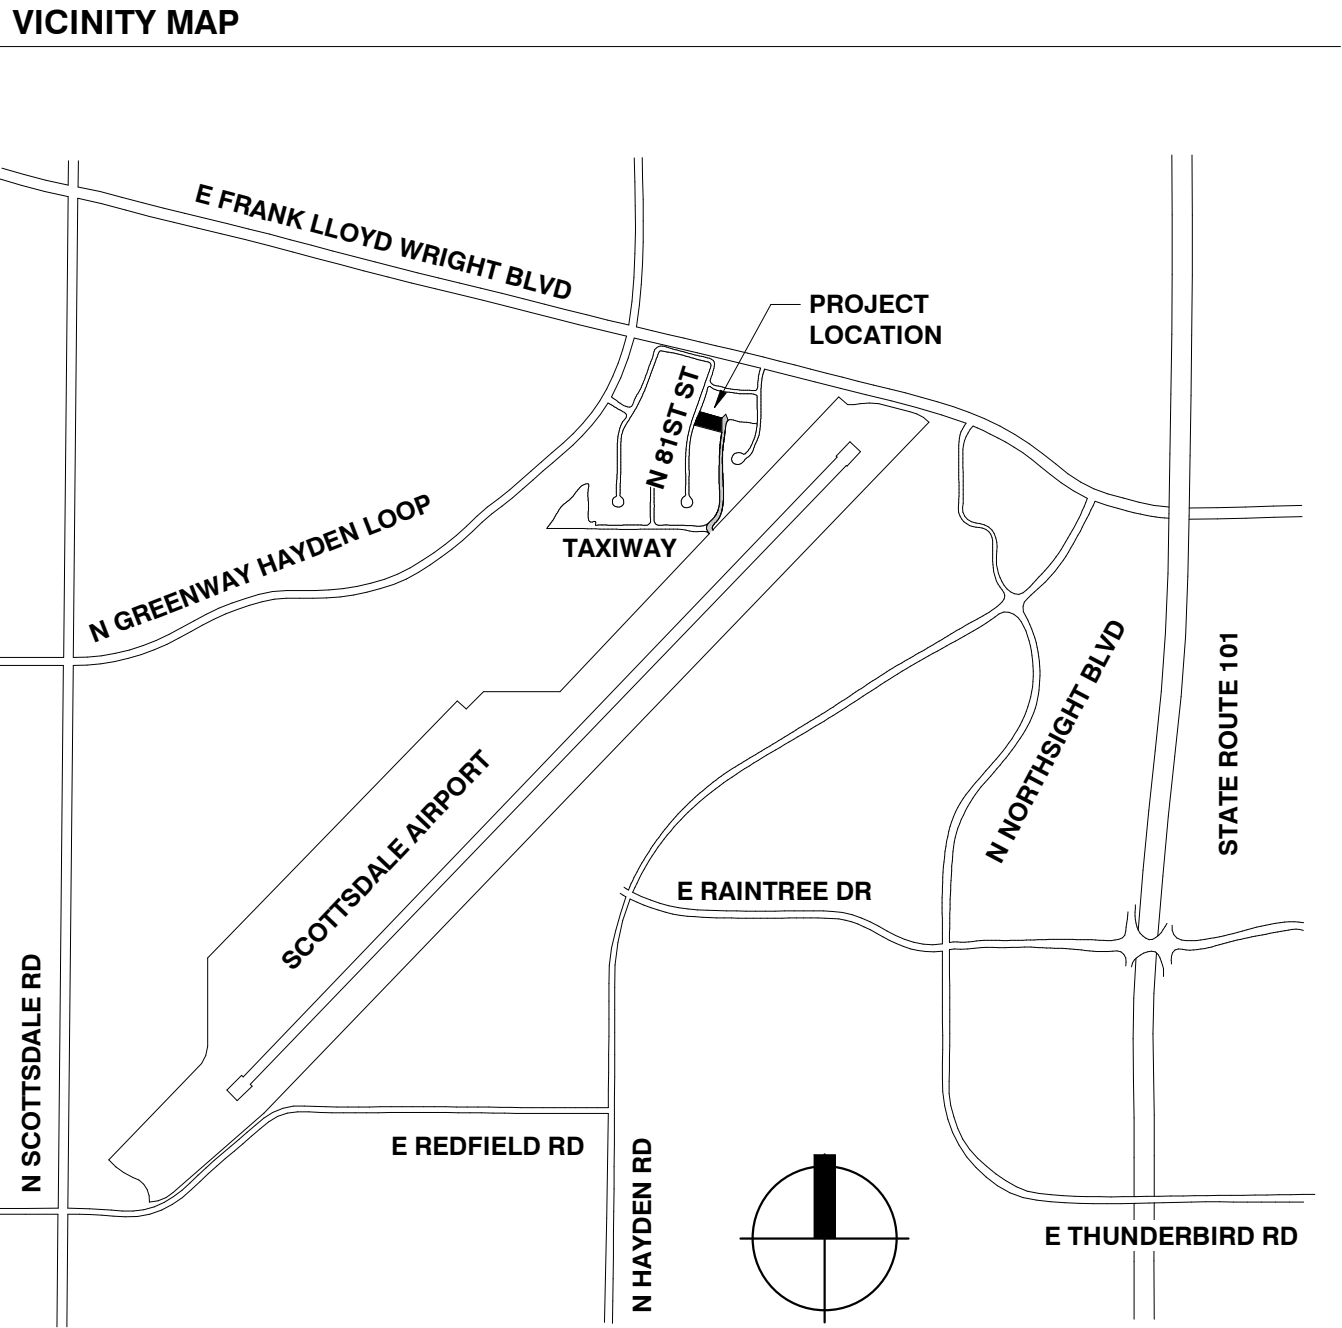 VICINITY MAP
E FRANK LLOYD WRIGHT BLVD
PROJECT
LOCATION
N 81ST ST
N GREENWAY HAYDEN LOOP
TAXIWAY
N NORTHSIGHT BLVD
STATE ROUTE 101
SCOTTSDALE AIRPORT
E RAINTREE DR
N SCOTTSDALE RD
E REDFIELD RD
N HAYDEN RD
E THUNDERBIRD RD